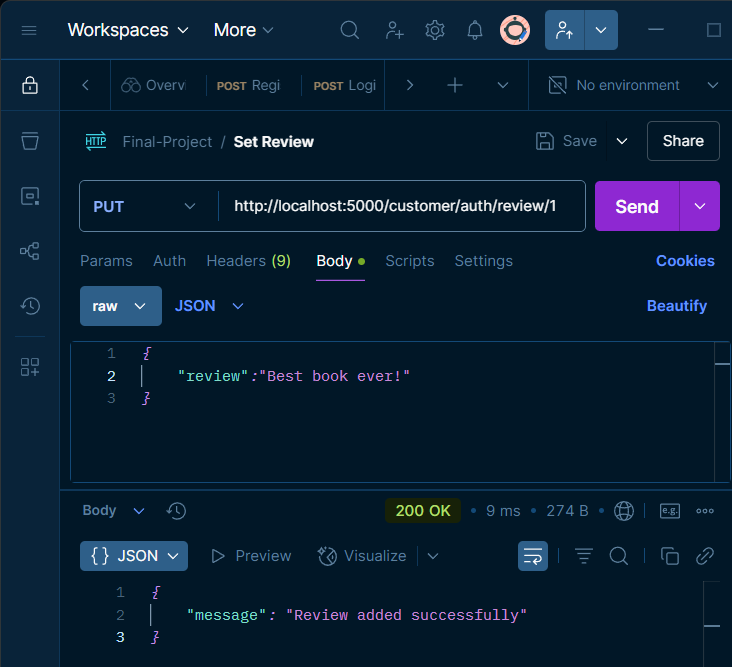 Workspaces More
Overv POST Regi POST Logi No environment
HTTP Final-Project / Set Review Save Share
PUT http://localhost:5000/customer/auth/review/1 Send
Params Auth Headers (9) Body Scripts Settings Cookies
raw JSON Beautify
1 {
2 "review":"Best book ever!"
3 }
Body 200 OK • 9 ms • 274 B • e.g.
{} JSON Preview Visualize
1 {
2 "message": "Review added successfully"
3 }